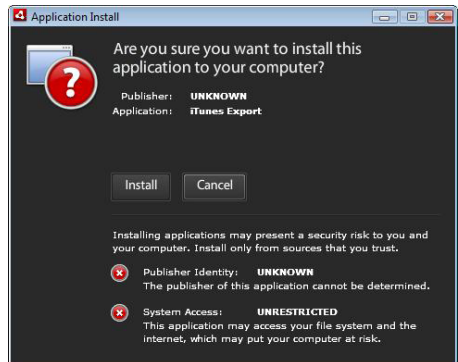 Application Install
Are you sure you want to install this
application to your computer?
Publisher: UNKNOWN
Application: iTunes Export
Install Cancel
Installing applications may present a security risk to you and
your computer. Install only from sources that you trust.
Publisher Identity: UNKNOWN
The publisher of this application cannot be determined.
System Access: UNRESTRICTED
This application may access your file system and the
internet, which may put your computer at risk.